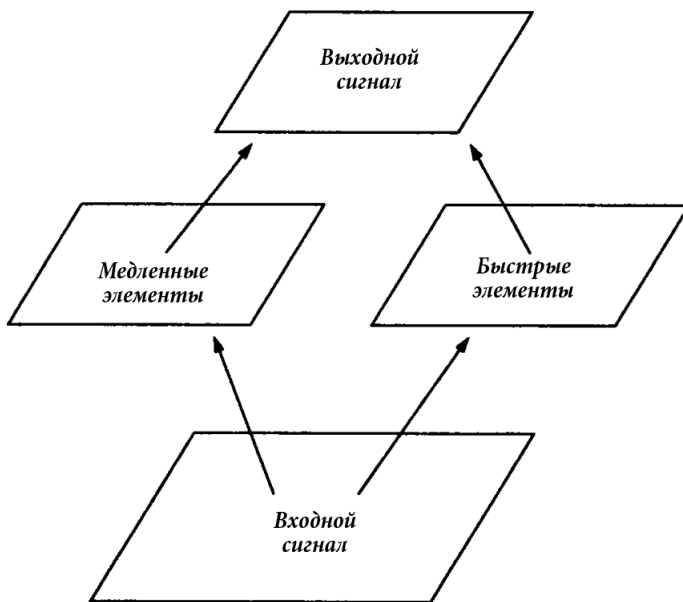 Выходной
сигнал
Медленные
элементы
Быстрые
элементы
Входной
сигнал